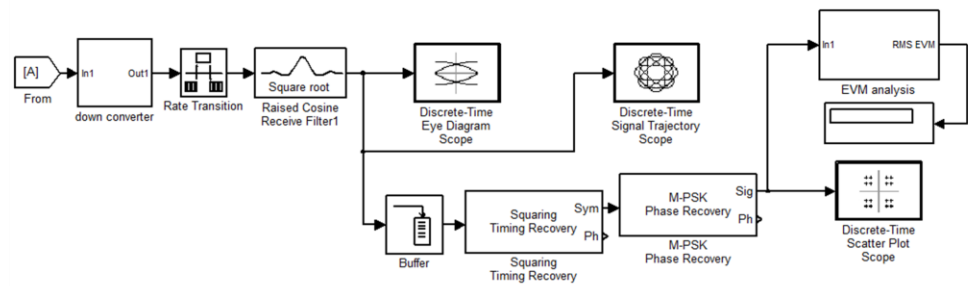 [A]
From
In1
Out1
down converter
Rate Transition
Square root
Raised Cosine
Receive Filter1
Discrete-Time
Eye Diagram
Scope
Discrete-Time
Signal Trajectory
Scope
In1
RMS EVM
EVM analysis
Buffer
Squaring
Timing Recovery
Sym
Ph
Squaring
Timing Recovery
M-PSK
Phase Recovery
Sig
Ph
M-PSK
Phase Recovery
Discrete-Time
Scatter Plot
Scope